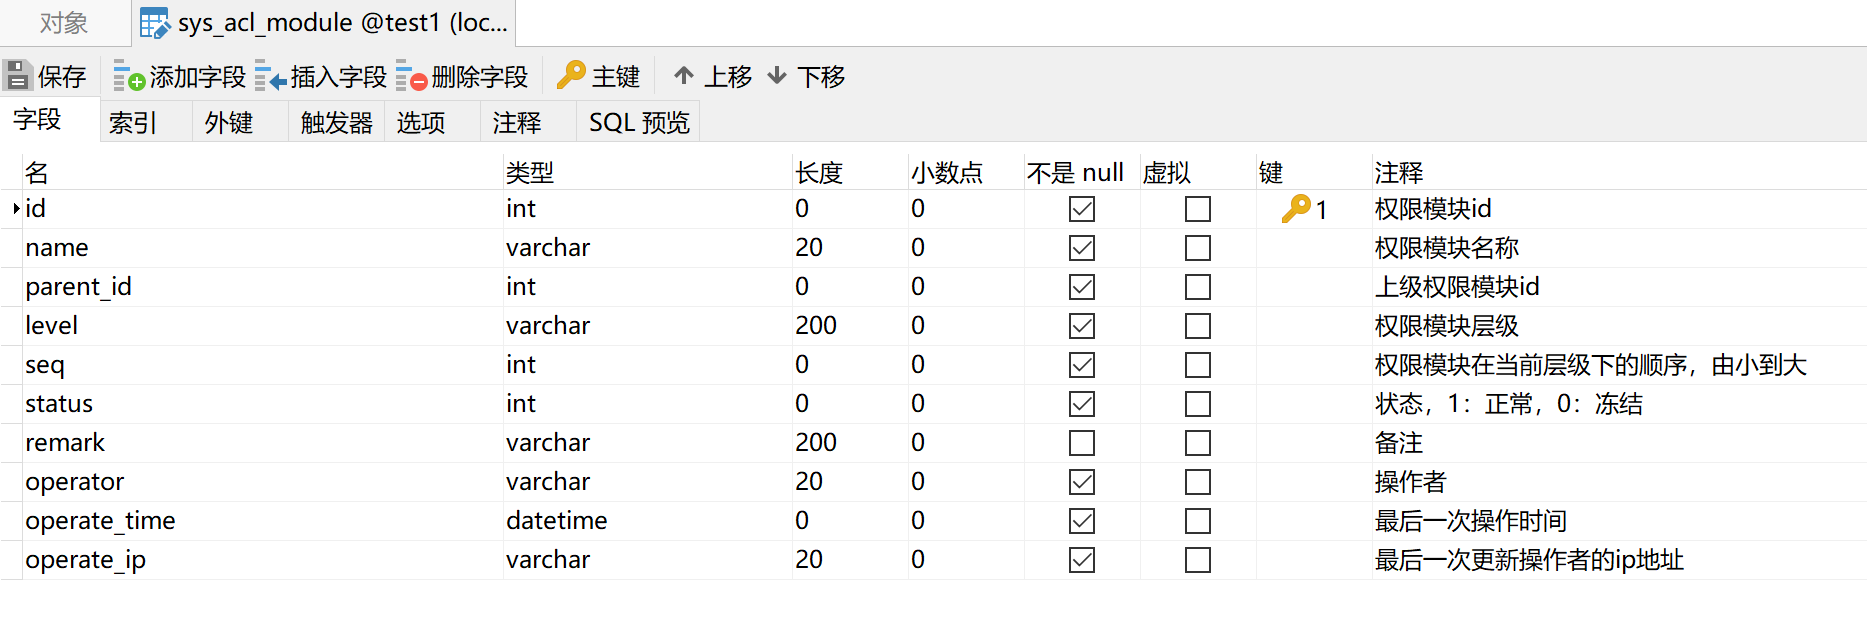 对象 sys_acl_module @test1 (loc...
保存 添加字段 插入字段 删除字段 主键 上移 下移
字段 索引 外键 触发器 选项 注释 SQL 预览
名 类型 长度 小数点 不是 null 虚拟 键 注释
id int 0 0 1 权限模块id
name varchar 20 0 权限模块名称
parent_id int 0 0 上级权限模块id
level varchar 200 0 权限模块层级
seq int 0 0 权限模块在当前层级下的顺序，由小到大
status int 0 0 状态，1：正常，0：冻结
remark varchar 200 0 备注
operator varchar 20 0 操作者
operate_time datetime 0 0 最后一次操作时间
operate_ip varchar 20 0 最后一次更新操作者的ip地址